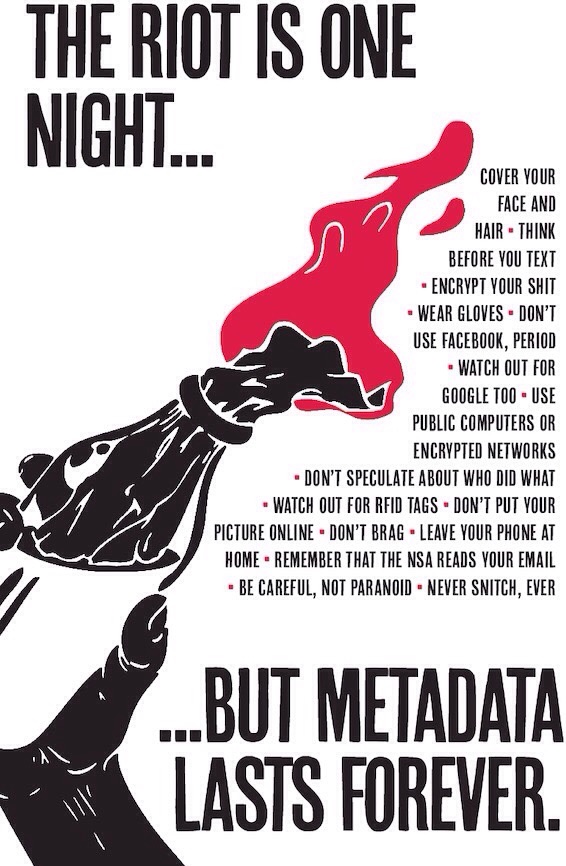 THE RIOT IS ONE
NIGHT...
COVER YOUR
FACE AND
HAIR ▪ THINK
BEFORE YOU TEXT
▪ ENCRYPT YOUR SHIT
▪ WEAR GLOVES ▪ DON'T
USE FACEBOOK, PERIOD
▪ WATCH OUT FOR
GOOGLE TOO ▪ USE
PUBLIC COMPUTERS OR
ENCRYPTED NETWORKS
▪ DON'T SPECULATE ABOUT WHO DID WHAT
▪ WATCH OUT FOR RFID TAGS ▪ DON'T PUT YOUR
PICTURE ONLINE ▪ DON'T BRAG ▪ LEAVE YOUR PHONE AT
HOME ▪ REMEMBER THAT THE NSA READS YOUR EMAIL
▪ BE CAREFUL, NOT PARANOID ▪ NEVER SNITCH, EVER
...BUT METADATA
LASTS FOREVER.